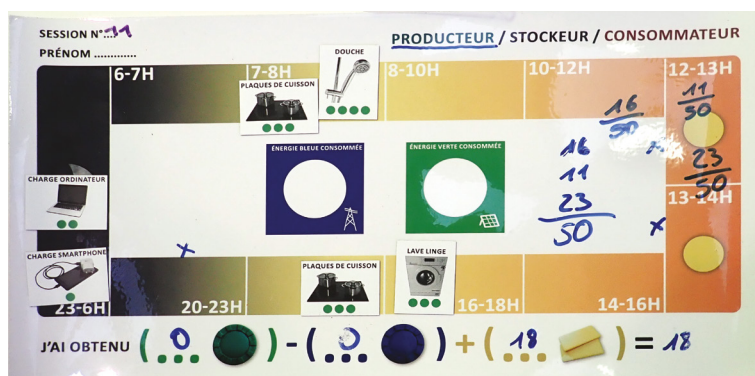 SESSION N°...11
PRODUCTEUR / STOCKEUR / CONSOMMATEUR
PRÉNOM .............
6-7H
7-8H
DOUCHE
8-10H
10-12H
12-13H
PLAQUES DE CUISSON
16
50
11
50
ÉNERGIE BLEUE CONSOMMÉE
ÉNERGIE VERTE CONSOMMÉE
16
11
23
50
x
23
50
CHARGE ORDINATEUR
13-14H
x
x
CHARGE SMARTPHONE
PLAQUES DE CUISSON
LAVE LINGE
23-6H
20-23H
16-18H
14-16H
J'AI OBTENU (0...) - (0...) + (18...) = 18